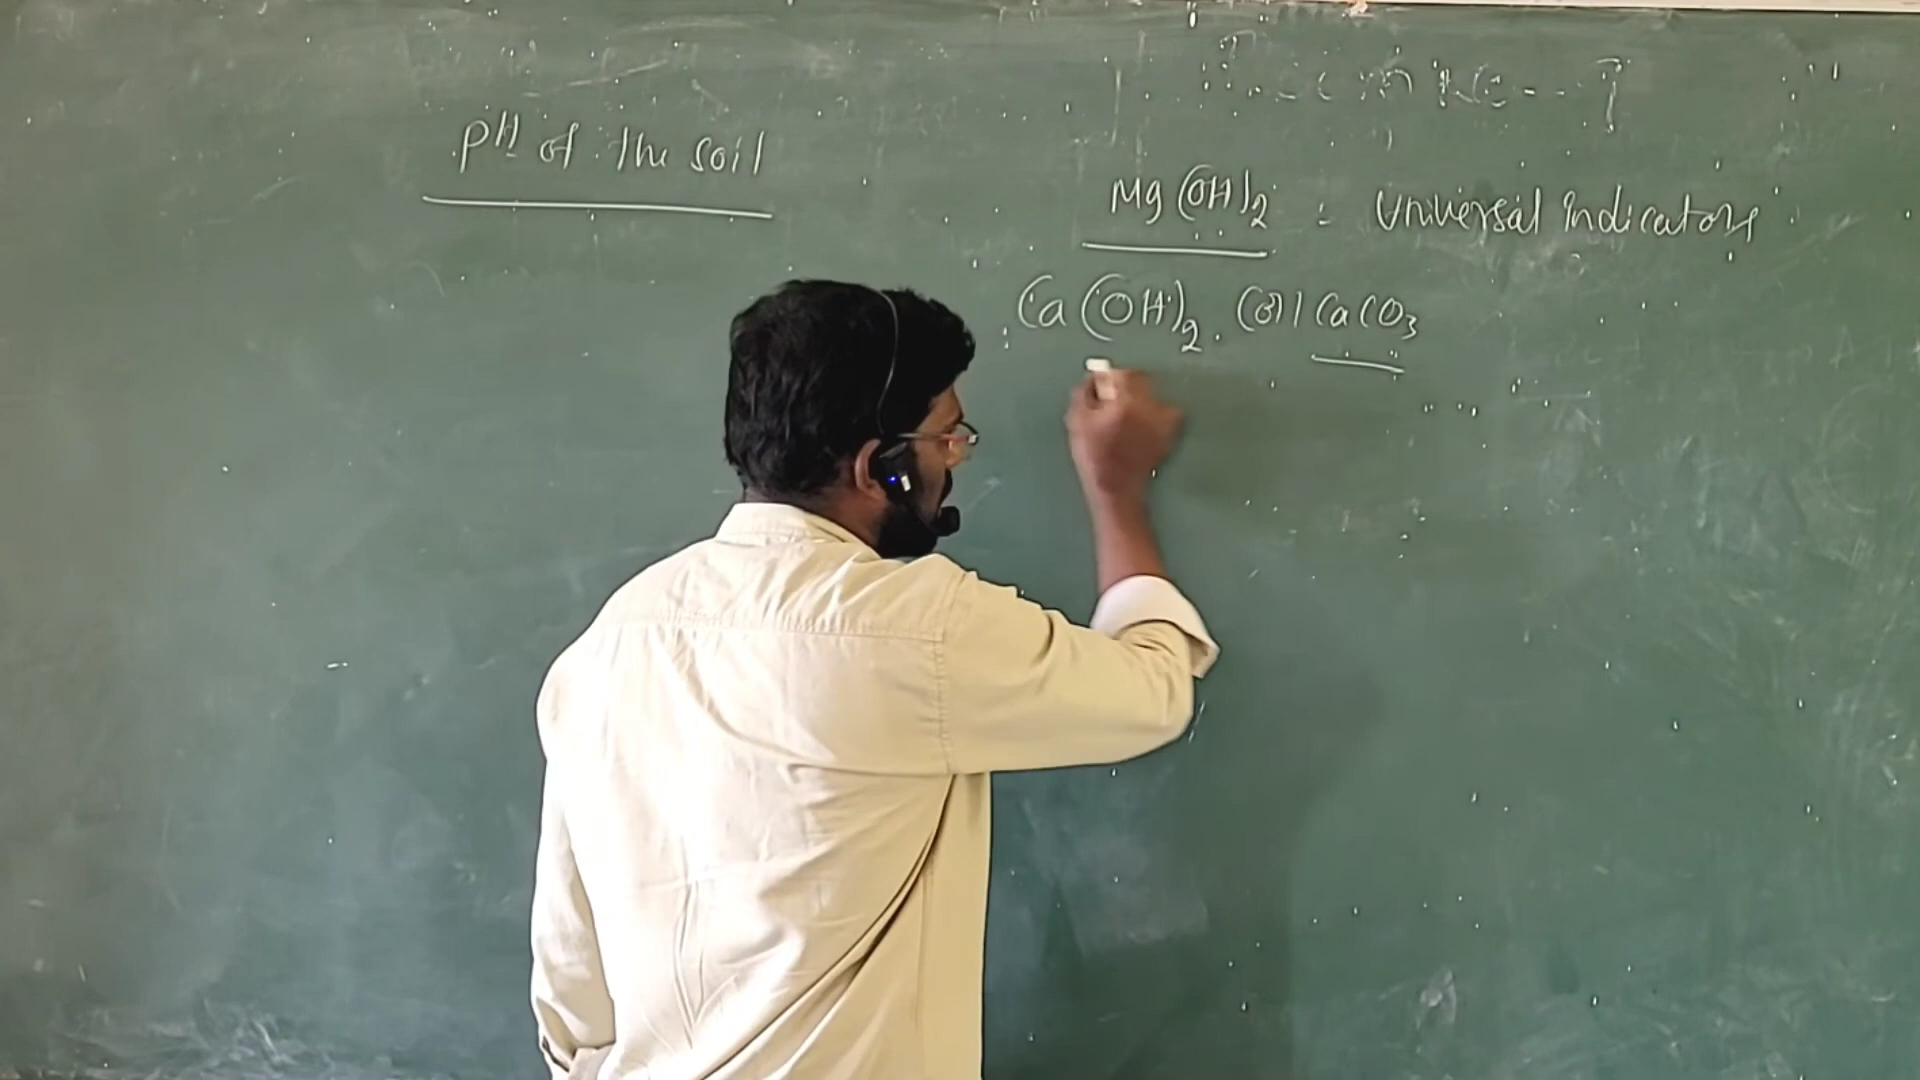 pH of the soil
Mg(OH)2 : Universal Indicators
Ca(OH)2. (or) CaCO3